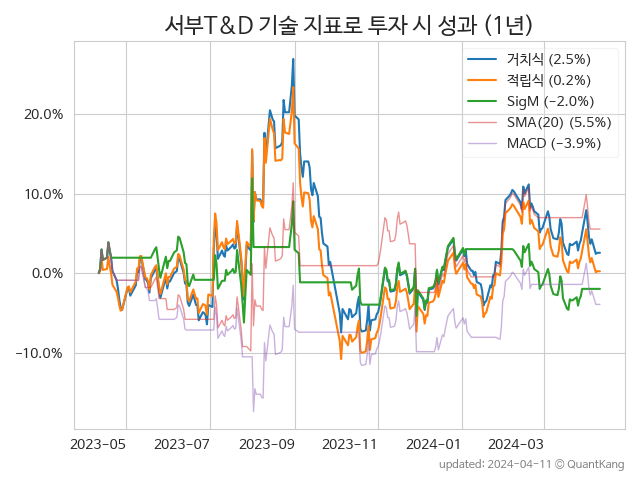 서부T&D 기술 지표로 투자 시 성과 (1년)
거치식 (2.5%)
적립식 (0.2%)
SigM (−2.0%)
SMA(20) (5.5%)
MACD (−3.9%)
20.0%
10.0%
0.0%
−10.0%
2023-05 2023-07 2023-09 2023-11 2024-01 2024-03
updated: 2024-04-11 © QuantKang